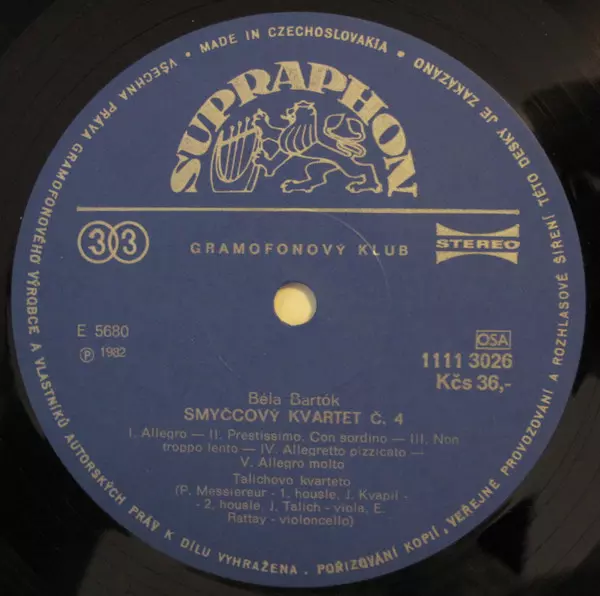 VŠECHNA PRÁVA GRAMOFONOVÉHO VÝROBCE A VLASTNÍKŮ AUTORSKÝCH PRÁV K DÍLU VYHRAŽENA. POŘIZOVÁNÍ KOPIÍ, VEŘEJNÉ PROVOZOVÁNÍ A ROZHLASOVÉ ŠÍŘENÍ TÉTO DESKY JE ZAKÁZÁNO • MADE IN CZECHOSLOVAKIA •
SUPRAPHON
33
GRAMOFONOVÝ KLUB
STEREO
E 5680
℗ 1982
OSA
1111 3026
Kčs 36,-
Béla Bartók
SMYČCOVÝ KVARTET Č. 4
I. Allegro — II. Prestissimo. Con sordino — III. Non
troppo lento — IV. Allegretto pizzicato —
V. Allegro molto
Talichovo kvarteto
(P. Messiereur - 1. housle, J. Kvapil -
- 2. housle, J. Talich - viola, E.
Rattay - violoncello)